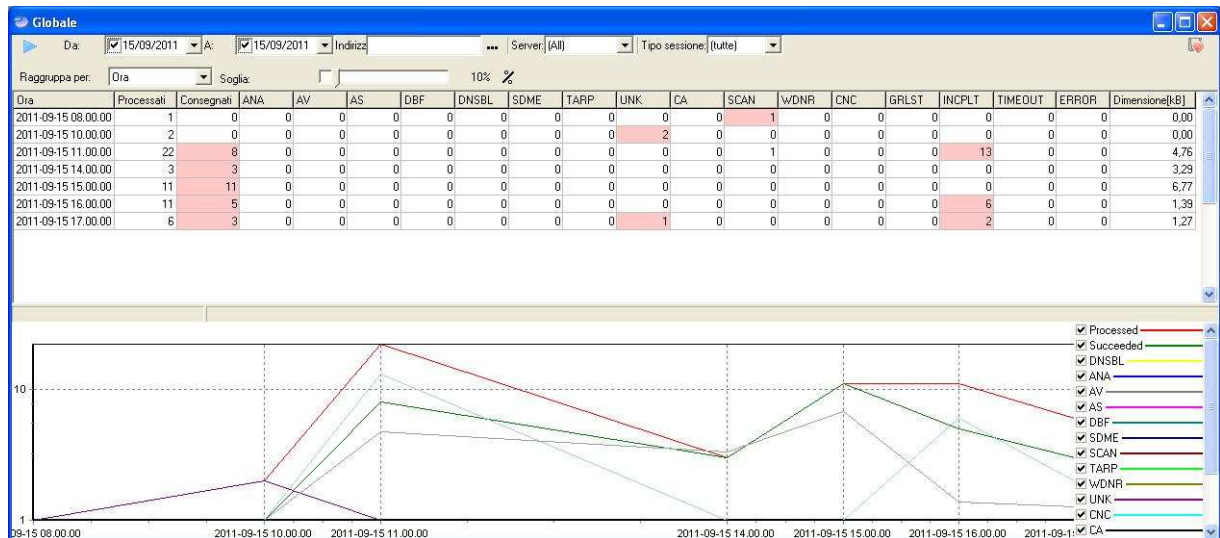 Globale
Da: 15/09/2011 A: 15/09/2011 Indirizz ... Server: (All) Tipo sessione: (tutte)
Raggruppa per: Ora Soglia: 10% %
Ora Processati Consegnati ANA AV AS DBF DNSBL SDME TARP UNK CA SCAN WDNR CNC GRLST INCPLT TIMEOUT ERROR Dimensione[kB]
2011-09-15 08.00.00 1 0 0 0 0 0 0 0 0 0 0 1 0 0 0 0 0 0 0,00
2011-09-15 10.00.00 2 0 0 0 0 0 0 0 0 2 0 0 0 0 0 0 0 0 0,00
2011-09-15 11.00.00 22 8 0 0 0 0 0 0 0 0 0 1 0 0 0 13 0 0 4,76
2011-09-15 14.00.00 3 3 0 0 0 0 0 0 0 0 0 0 0 0 0 0 0 0 3,29
2011-09-15 15.00.00 11 11 0 0 0 0 0 0 0 0 0 0 0 0 0 0 0 0 6,77
2011-09-15 16.00.00 11 5 0 0 0 0 0 0 0 0 0 0 0 0 0 6 0 0 1,39
2011-09-15 17.00.00 6 3 0 0 0 0 0 0 0 1 0 0 0 0 0 2 0 0 1,27
Processed
Succeeded
DNSBL
ANA
AV
AS
DBF
SDME
SCAN
TARP
WDNR
UNK
CNC
CA
10
1
09-15 08.00.00 2011-09-15 10.00.00 2011-09-15 11.00.00 2011-09-15 14.00.00 2011-09-15 15.00.00 2011-09-15 16.00.00 2011-09-1